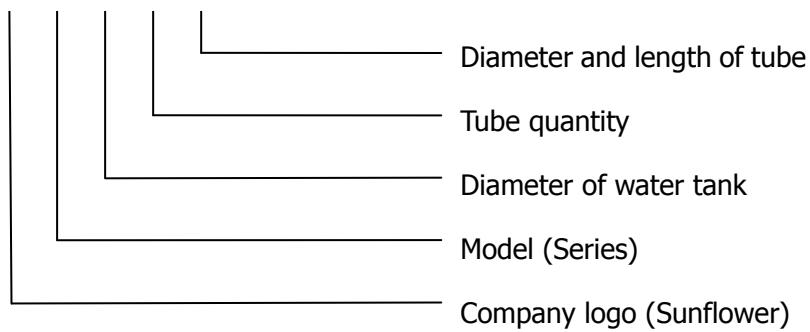 Diameter and length of tube
Tube quantity
Diameter of water tank
Model (Series)
Company logo (Sunflower)